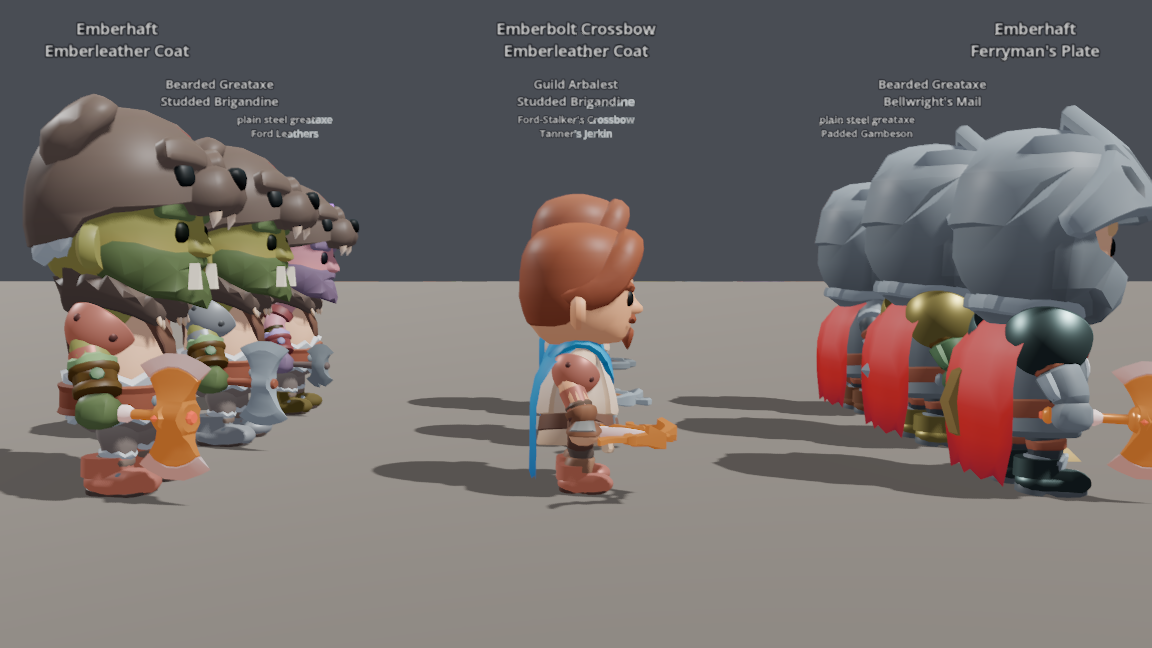 Emberhaft
Emberleather Coat
Bearded Greataxe
Studded Brigandine
plain steel greataxe
Ford Leathers
Emberbolt Crossbow
Emberleather Coat
Guild Arbalest
Studded Brigandine
Ford-Stalker's Crossbow
Tanner's Jerkin
Emberhaft
Ferryman's Plate
Bearded Greataxe
Bellwright's Mail
plain steel greataxe
Padded Gambeson